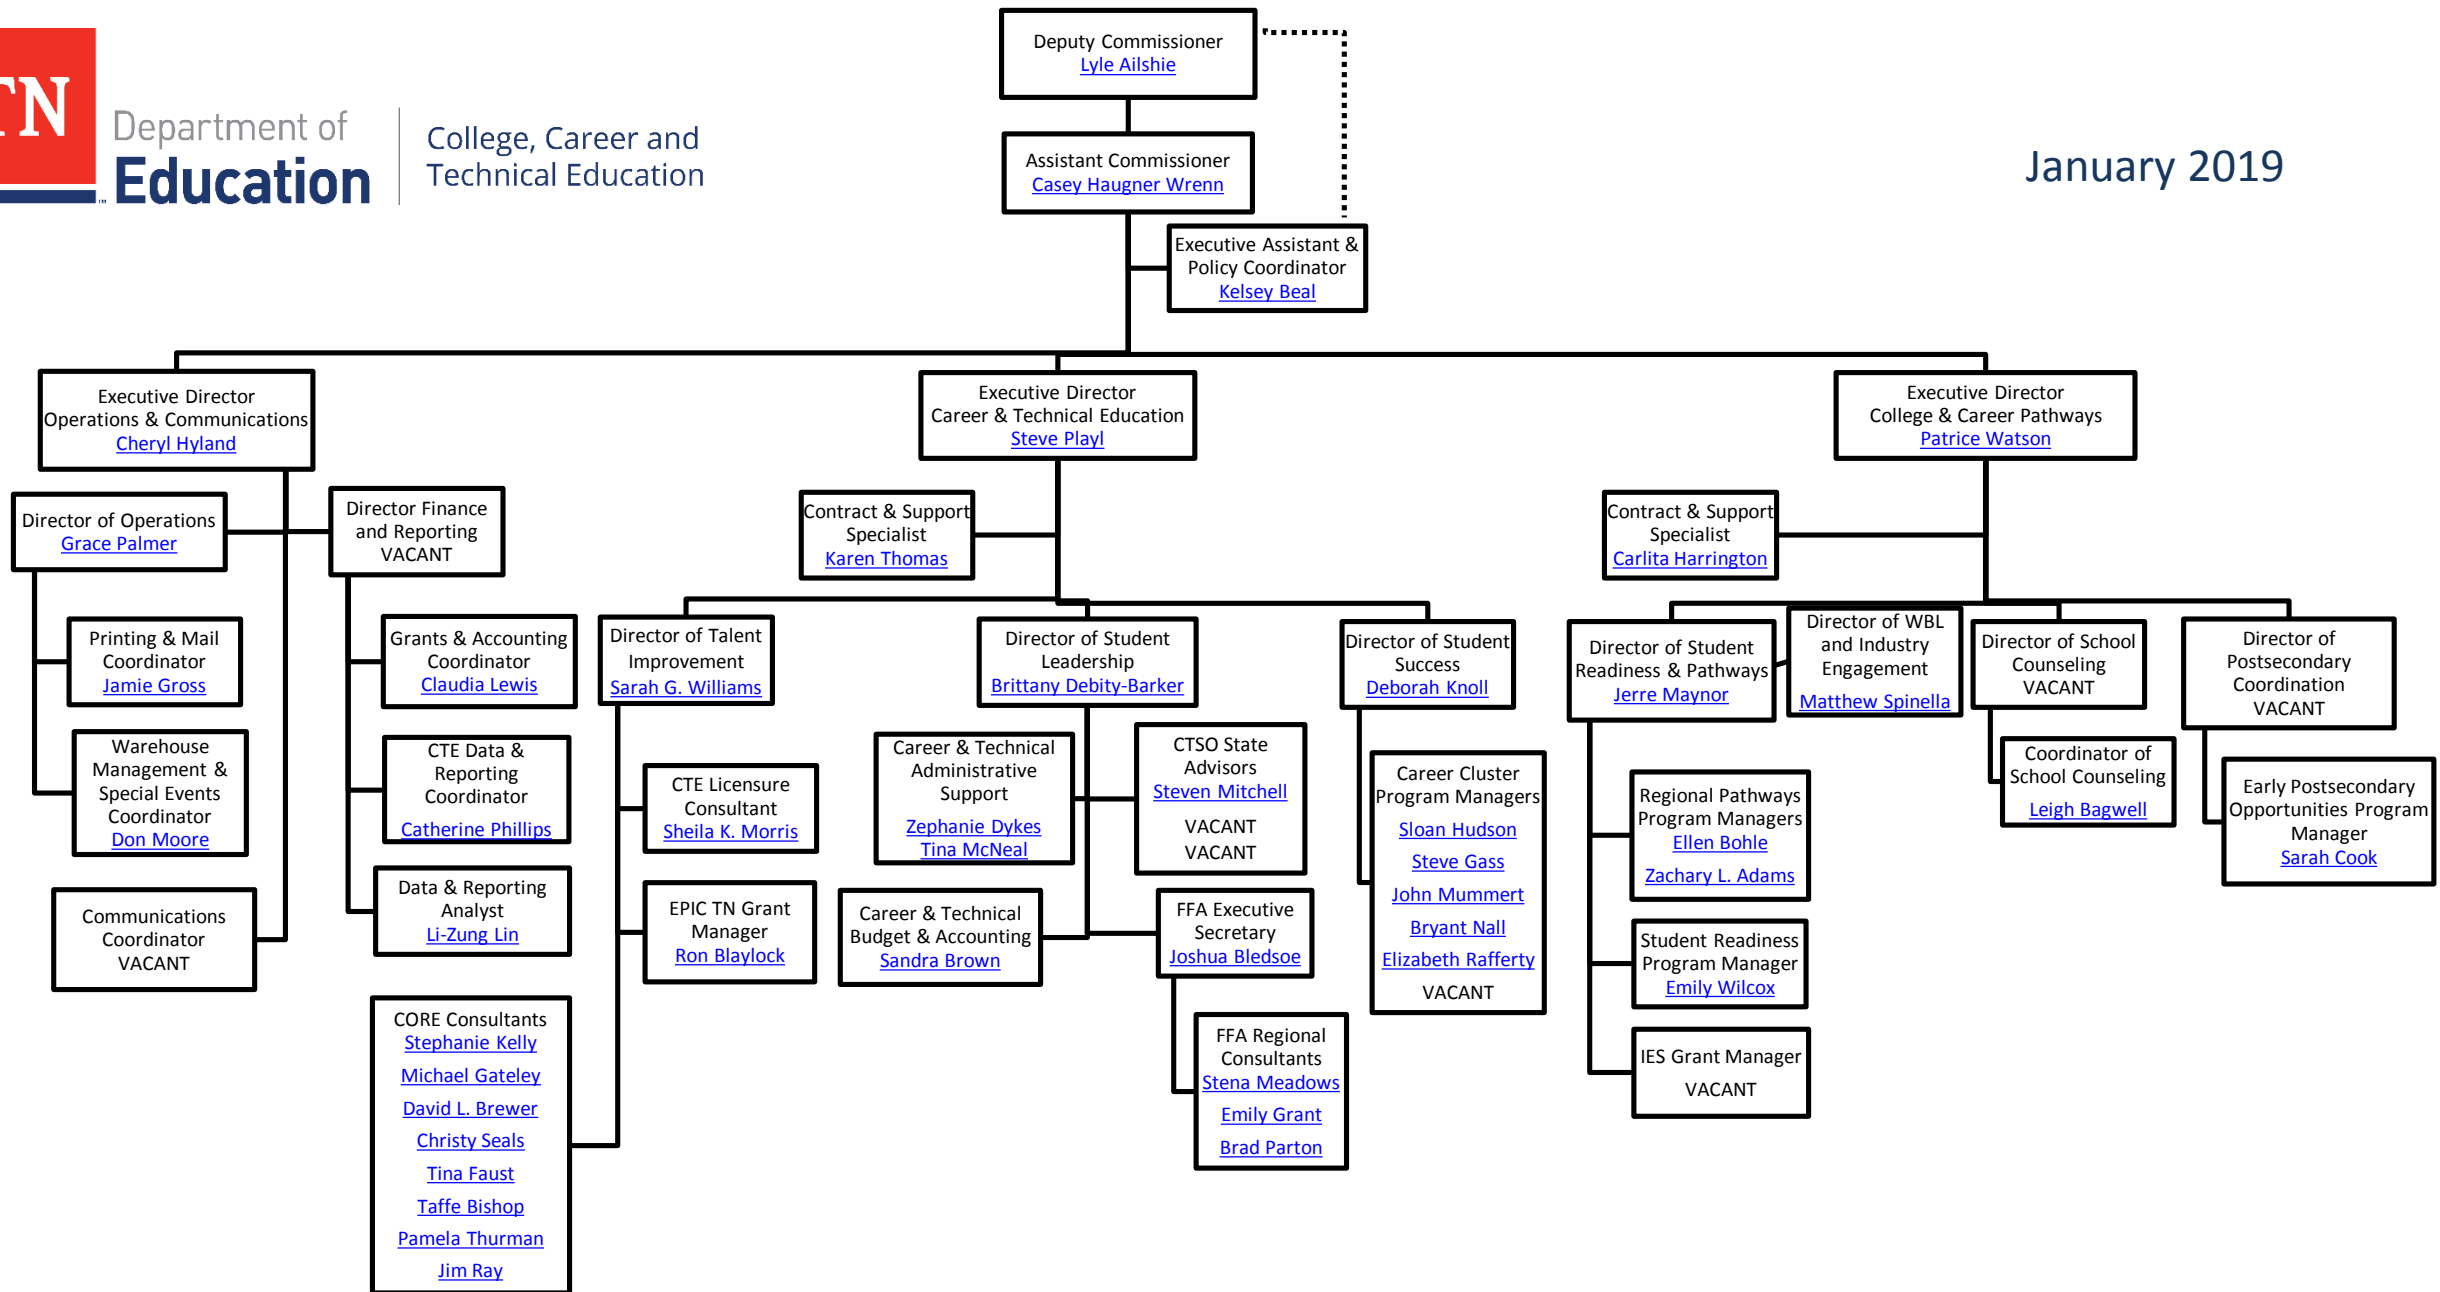 TN
Department of
Education
College, Career and
Technical Education
January 2019
Deputy Commissioner
Lyle Ailshie
Assistant Commissioner
Casey Haugner Wrenn
Executive Assistant &
Policy Coordinator
Kelsey Beal
Executive Director
Operations & Communications
Cheryl Hyland
Executive Director
Career & Technical Education
Steve Playl
Executive Director
College & Career Pathways
Patrice Watson
Director of Operations
Grace Palmer
Director Finance
and Reporting
VACANT
Contract & Support
Specialist
Karen Thomas
Contract & Support
Specialist
Carlita Harrington
Printing & Mail
Coordinator
Jamie Gross
Warehouse
Management &
Special Events
Coordinator
Don Moore
Communications
Coordinator
VACANT
Grants & Accounting
Coordinator
Claudia Lewis
CTE Data &
Reporting
Coordinator
Catherine Phillips
Data & Reporting
Analyst
Li-Zung Lin
Director of Talent
Improvement
Sarah G. Williams
CTE Licensure
Consultant
Sheila K. Morris
EPIC TN Grant
Manager
Ron Blaylock
CORE Consultants
Stephanie Kelly
Michael Gateley
David L. Brewer
Christy Seals
Tina Faust
Taffe Bishop
Pamela Thurman
Jim Ray
Director of Student
Leadership
Brittany Debity-Barker
Career & Technical
Administrative
Support
Zephanie Dykes
Tina McNeal
CTSO State
Advisors
Steven Mitchell
VACANT
VACANT
Career & Technical
Budget & Accounting
Sandra Brown
FFA Executive
Secretary
Joshua Bledsoe
FFA Regional
Consultants
Stena Meadows
Emily Grant
Brad Parton
Director of Student
Success
Deborah Knoll
Career Cluster
Program Managers
Sloan Hudson
Steve Gass
John Mummert
Bryant Nall
Elizabeth Rafferty
VACANT
Director of Student
Readiness & Pathways
Jerre Maynor
Director of WBL
and Industry
Engagement
Matthew Spinella
Regional Pathways
Program Managers
Ellen Bohle
Zachary L. Adams
Student Readiness
Program Manager
Emily Wilcox
IES Grant Manager
VACANT
Director of School
Counseling
VACANT
Coordinator of
School Counseling
Leigh Bagwell
Director of
Postsecondary
Coordination
VACANT
Early Postsecondary
Opportunities Program
Manager
Sarah Cook